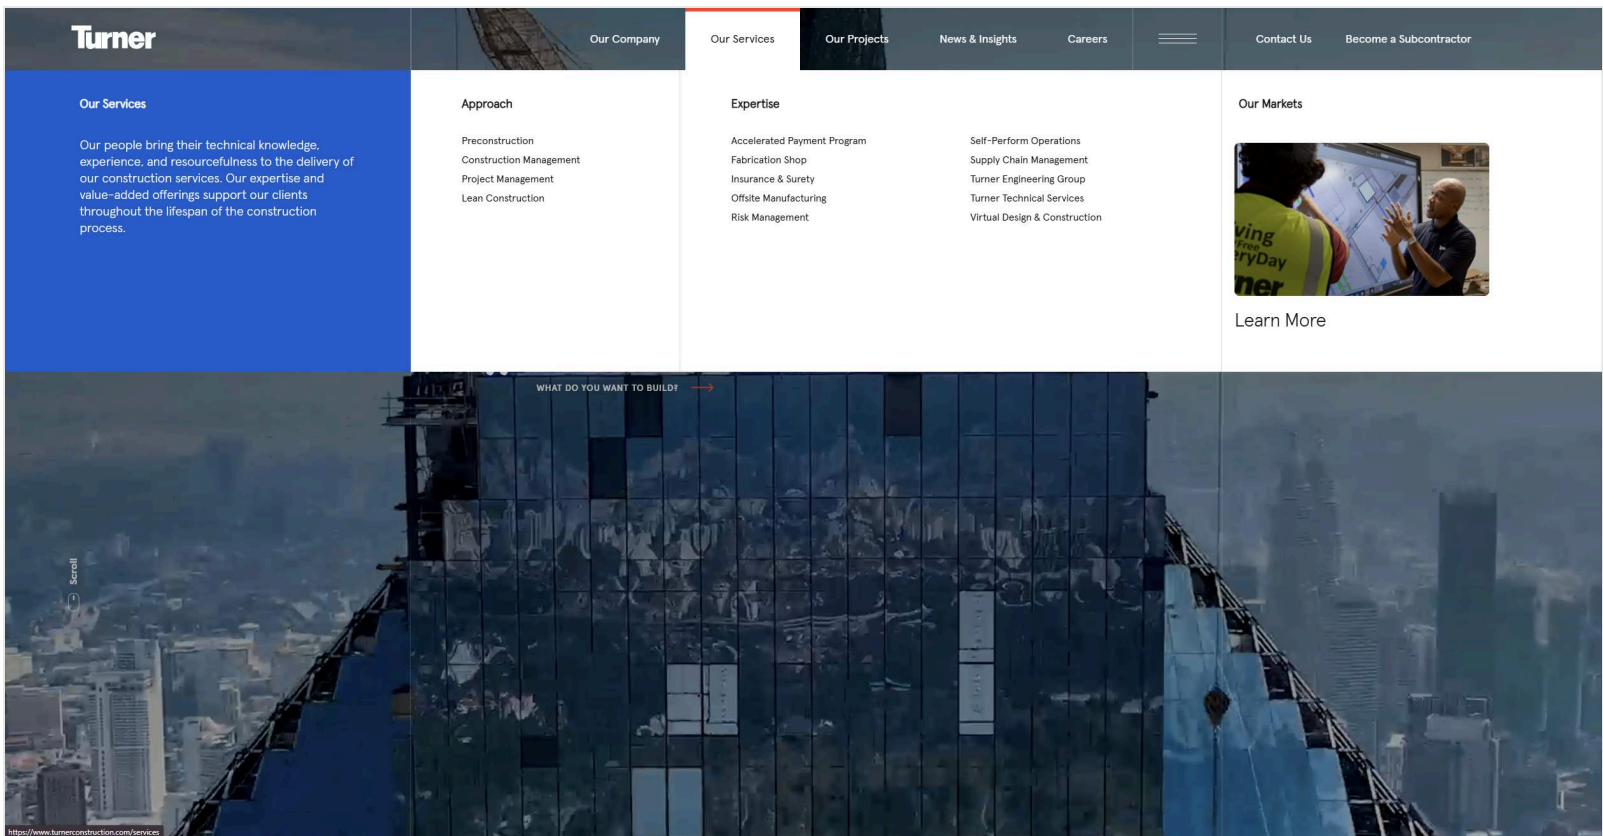 Turner
Our Company
Our Services
Our Projects
News & Insights
Careers
Contact Us
Become a Subcontractor
Our Services
Our people bring their technical knowledge,
experience, and resourcefulness to the delivery of
our construction services. Our expertise and
value-added offerings support our clients
throughout the lifespan of the construction
process.
Approach
Preconstruction
Construction Management
Project Management
Lean Construction
Expertise
Accelerated Payment Program
Fabrication Shop
Insurance & Surety
Offsite Manufacturing
Risk Management
Self-Perform Operations
Supply Chain Management
Turner Engineering Group
Turner Technical Services
Virtual Design & Construction
Our Markets
Learn More
WHAT DO YOU WANT TO BUILD?
Scroll
https://www.turnerconstruction.com/services